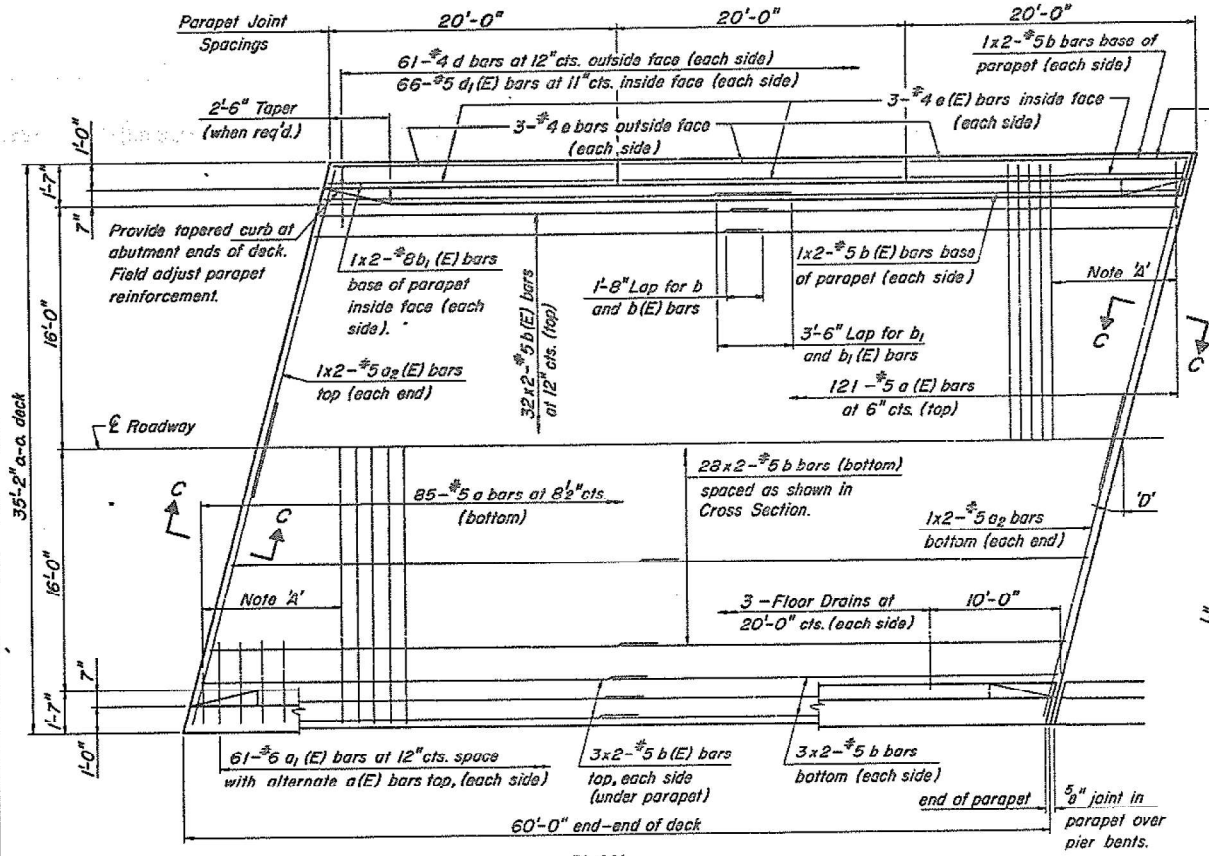 Parapet Joint
Spacings
20'-0"
20'-0"
20'-0"
61-#4 d bars at 12"cts. outside face (each side)
66-#5 d₁(E) bars at 11"cts. inside face (each side)
1x2-#5 b bars base of
parapet (each side)
2'-6" Taper
(when req'd.)
3-#4 e bars outside face
(each side)
3-#4 e (E) bars inside face
(each side)
1'-0"
1'-7"
7"
Provide tapered curb at
abutment ends of deck.
Field adjust parapet
reinforcement.
1x2-#8 b₁ (E) bars
base of parapet
inside face (each
side).
32x2-#5 b(E) bars
at 12" cts. (top)
1'-8" Lap for b
and b(E) bars
1x2-#5 b (E) bars base
of parapet (each side)
Note 'A'
3'-6" Lap for b₁
and b₁ (E) bars
C
C
16'-0"
35'-2" o-o deck
1x2-#5 a₂ (E) bars
top (each end)
121-#5 a (E) bars
at 6" cts. (top)
℄ Roadway
28x2-#5 b bars (bottom)
spaced as shown in
Cross Section.
85-#5 a bars at 8½"cts.
(bottom)
C
C
1x2-#5 a₂ bars
bottom (each end)
'D'
16'-0"
Note 'A'
3-Floor Drains at
20'-0" cts. (each side)
10'-0"
1"
7"
1'-7"
1'-0"
61-#6 a₁ (E) bars at 12"cts. space
with alternate a(E) bars top, (each side)
3x2-#5 b (E) bars
top, each side
(under parapet)
3x2-#5 b bars
bottom (each side)
end of parapet
⅝" joint in
parapet over
pier bents.
60'-0" end-end of deck